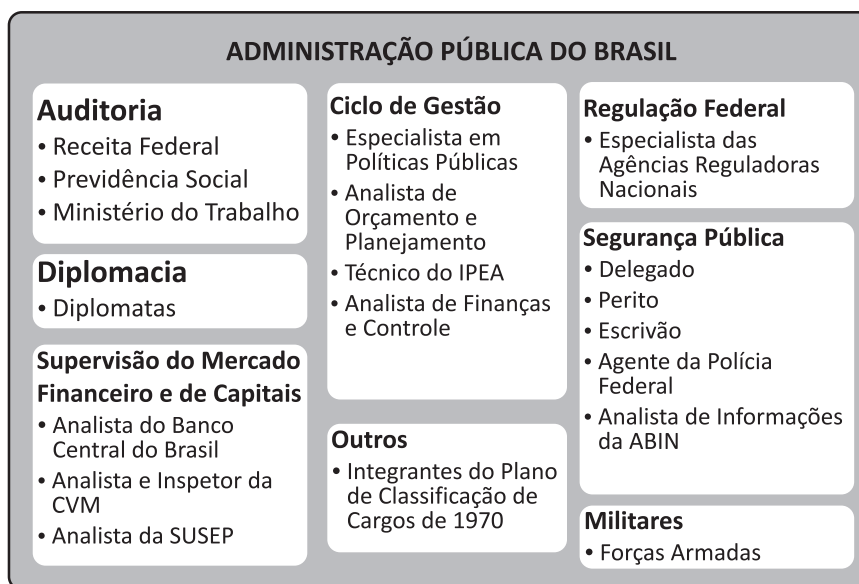 ADMINISTRAÇÃO PÚBLICA DO BRASIL
Auditoria
• Receita Federal
• Previdência Social
• Ministério do Trabalho
Diplomacia
• Diplomatas
Supervisão do Mercado
Financeiro e de Capitais
• Analista do Banco
Central do Brasil
• Analista e Inspetor da
CVM
• Analista da SUSEP
Ciclo de Gestão
• Especialista em
Políticas Públicas
• Analista de
Orçamento e
Planejamento
• Técnico do IPEA
• Analista de Finanças
e Controle
Outros
• Integrantes do Plano
de Classificação de
Cargos de 1970
Regulação Federal
• Especialista das
Agências Reguladoras
Nacionais
Segurança Pública
• Delegado
• Perito
• Escrivão
• Agente da Polícia
Federal
• Analista de Informações
da ABIN
Militares
• Forças Armadas